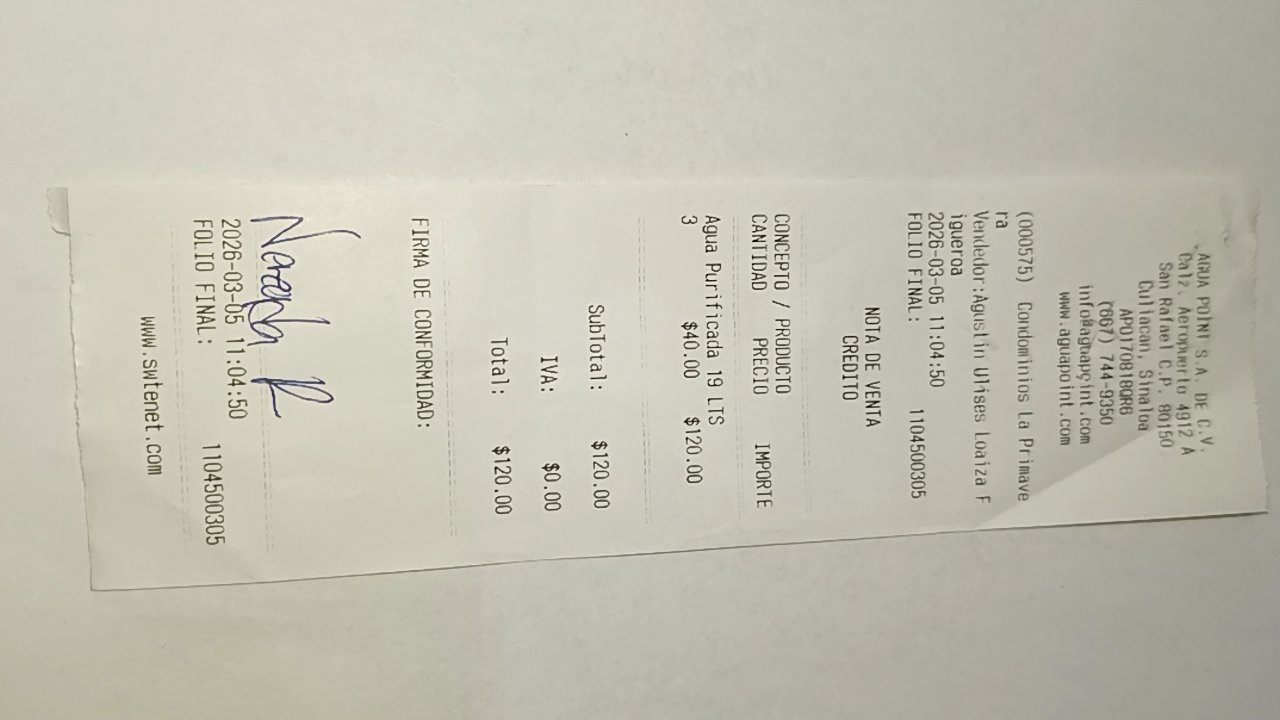 AGUA POINT S.A. DE C.V.
Calz. Aeropuerto 4912 A
San Rafael C.P. 80150
Culiacan, Sinaloa
APO170818QR6
(667) 744-9350
info@aguapoint.com
www.aguapoint.com
(000575) Condominios La Primave
ra
Vendedor:Agustin Ulises Loaiza F
igueroa
2026-03-05 11:04:50
FOLIO FINAL: 1104500305
NOTA DE VENTA
CREDITO
CONCEPTO / PRODUCTO
CANTIDAD PRECIO IMPORTE
Agua Purificada 19 LTS
3 $40.00 $120.00
SubTotal: $120.00
IVA: $0.00
Total: $120.00
FIRMA DE CONFORMIDAD:
2026-03-05 11:04:50
FOLIO FINAL: 1104500305
www.swtenet.com